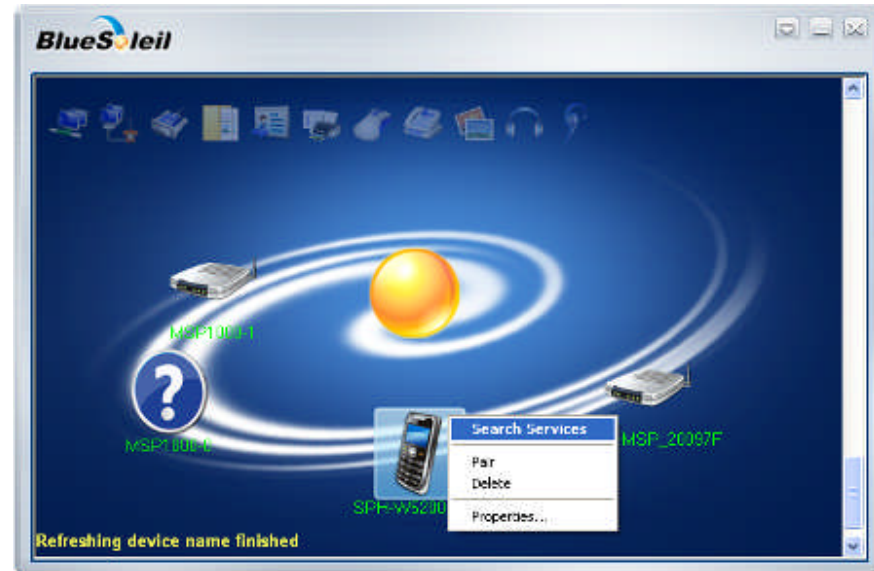 BlueSoleil
MSP1000-1
MSP1000-0
SPH-W5200
Search Services
Pair
Delete
Properties...
MSP_20097F
Refreshing device name finished